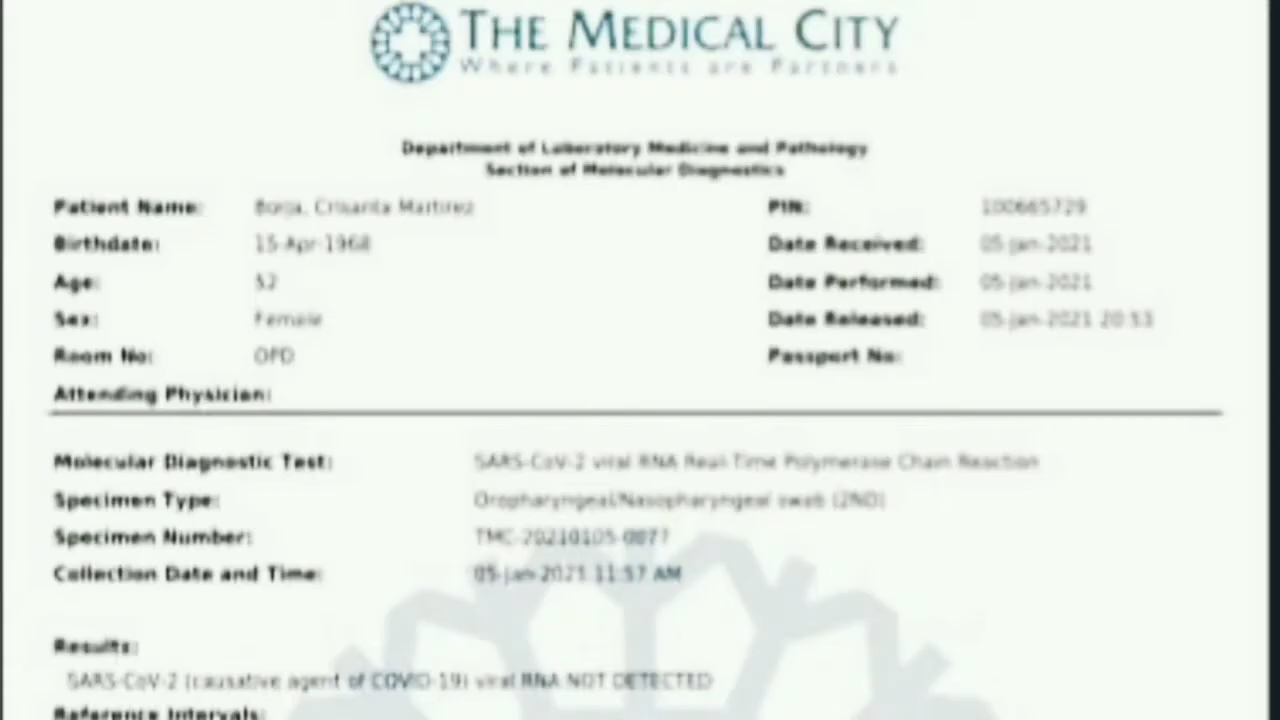 THE MEDICAL CITY
Where Patients are Partners
Department of Laboratory Medicine and Pathology
Section of Molecular Diagnostics
Patient Name: Borja, Crisanta Martinez
PIN: 100665729
Birthdate: 15-Apr-1968
Date Received: 05-Jan-2021
Age: 52
Date Performed: 05-Jan-2021
Sex: Female
Date Released: 05-Jan-2021 20:53
Room No: OPD
Passport No:
Attending Physician:
Molecular Diagnostic Test: SARS-CoV-2 viral RNA Real-Time Polymerase Chain Reaction
Specimen Type: Oropharyngeal/Nasopharyngeal swab (2ND)
Specimen Number: TMC-20210105-0877
Collection Date and Time: 05-Jan-2021 11:57 AM
Results:
SARS-CoV-2 (causative agent of COVID-19) viral RNA NOT DETECTED
Reference Intervals: